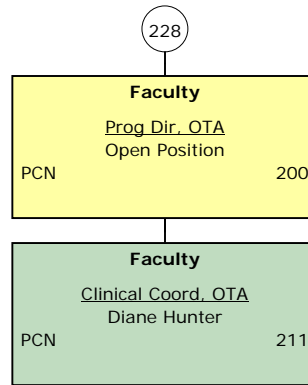 228
Faculty
Prog Dir, OTA
Open Position
PCN 200
Faculty
Clinical Coord, OTA
Diane Hunter
PCN 211